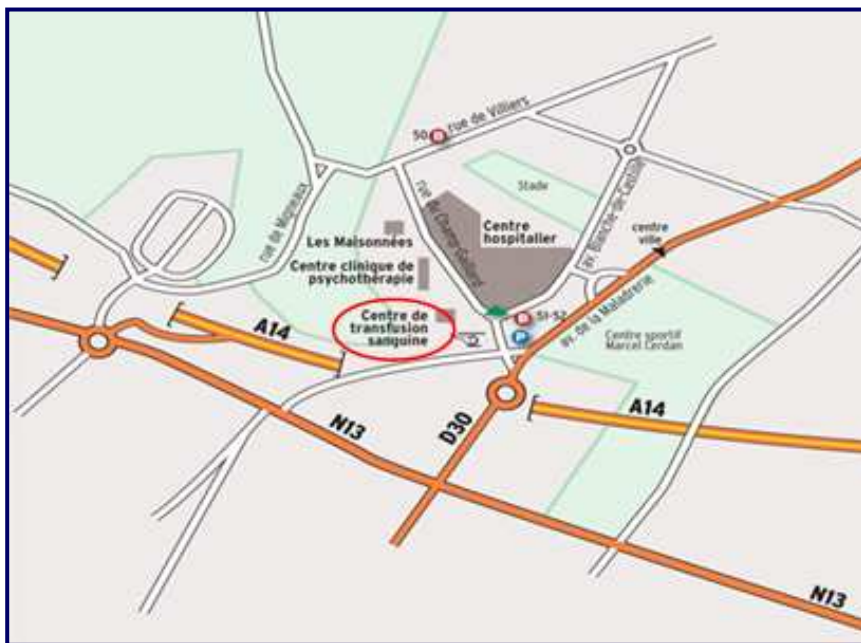 50
rue de Villiers
rue de Migneaux
rue du Champ Gaillard
Stade
av. Blanche de Castille
Centre
hospitalier
centre
ville
Les Maisonnées
Centre clinique de
psychothérapie
Centre de
transfusion
sanguine
51-52
P
av. de la Maladrerie
Centre sportif
Marcel Cerdan
A14
A14
N13
D30
N13